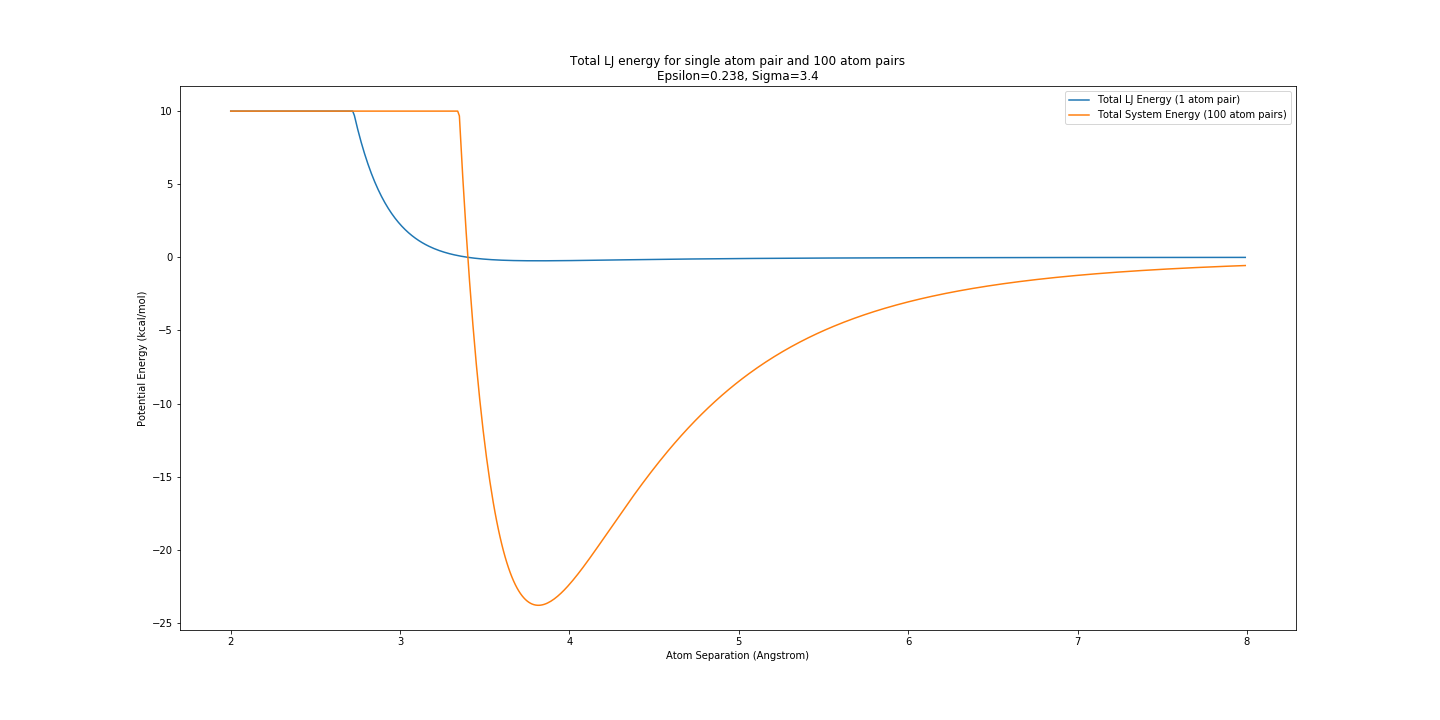 Total LJ energy for single atom pair and 100 atom pairs
Epsilon=0.238, Sigma=3.4
Total LJ Energy (1 atom pair)
Total System Energy (100 atom pairs)
10
5
0
−5
−10
−15
−20
−25
Potential Energy (kcal/mol)
2 3 4 5 6 7 8
Atom Separation (Angstrom)